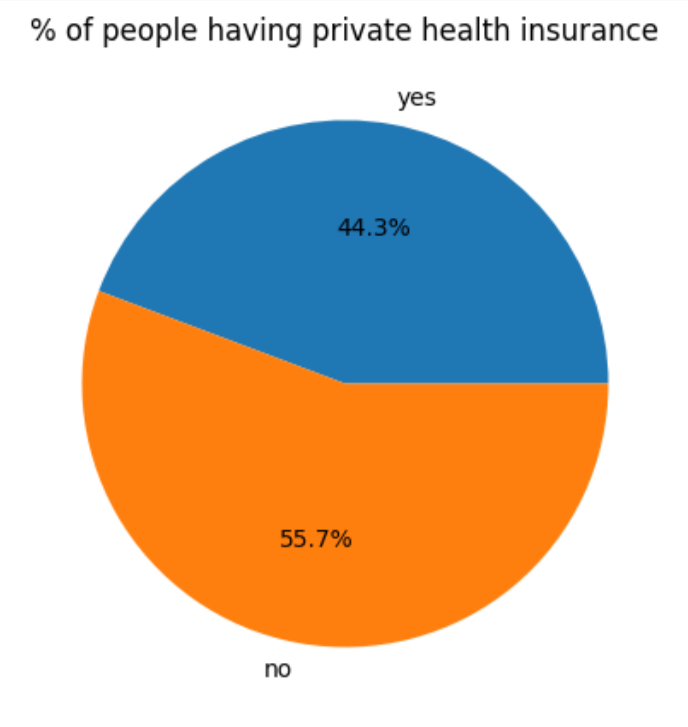 % of people having private health insurance
yes
44.3%
55.7%
no